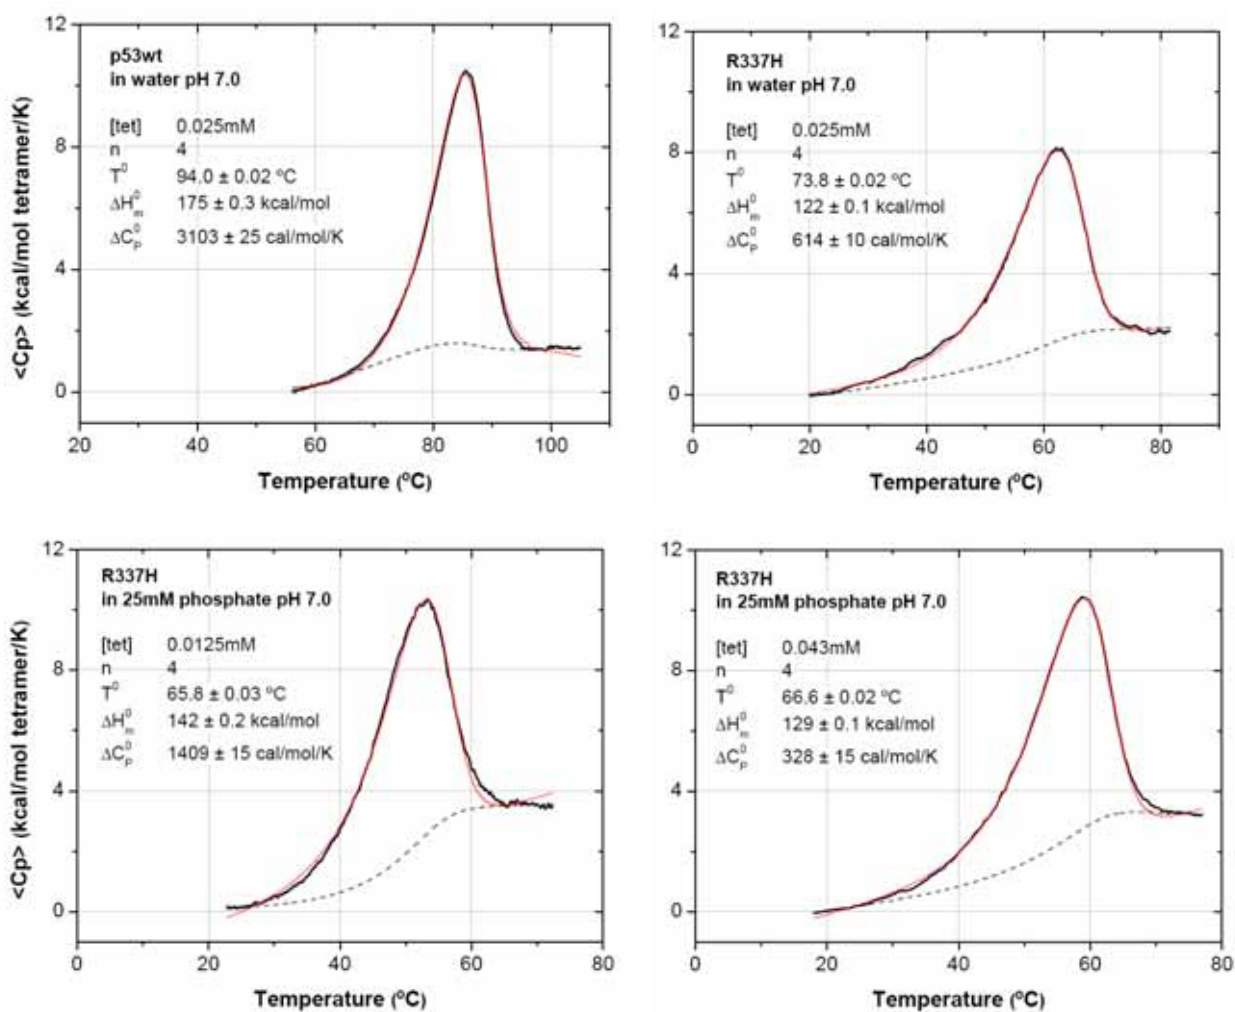 12
8
4
0
<Cp> (kcal/mol tetramer/K)
p53wt
in water pH 7.0
[tet] 0.025mM
n 4
T⁰ 94.0 ± 0.02 ºC
ΔH⁰ₘ 175 ± 0.3 kcal/mol
ΔC⁰ₚ 3103 ± 25 cal/mol/K
20 40 60 80 100
Temperature (ºC)
12
8
4
0
R337H
in water pH 7.0
[tet] 0.025mM
n 4
T⁰ 73.8 ± 0.02 ºC
ΔH⁰ₘ 122 ± 0.1 kcal/mol
ΔC⁰ₚ 614 ± 10 cal/mol/K
0 20 40 60 80
Temperature (ºC)
12
8
4
0
<Cp> (kcal/mol tetramer/K)
R337H
in 25mM phosphate pH 7.0
[tet] 0.0125mM
n 4
T⁰ 65.8 ± 0.03 ºC
ΔH⁰ₘ 142 ± 0.2 kcal/mol
ΔC⁰ₚ 1409 ± 15 cal/mol/K
0 20 40 60 80
Temperature (ºC)
12
8
4
0
R337H
in 25mM phosphate pH 7.0
[tet] 0.043mM
n 4
T⁰ 66.6 ± 0.02 ºC
ΔH⁰ₘ 129 ± 0.1 kcal/mol
ΔC⁰ₚ 328 ± 15 cal/mol/K
0 20 40 60 80
Temperature (ºC)